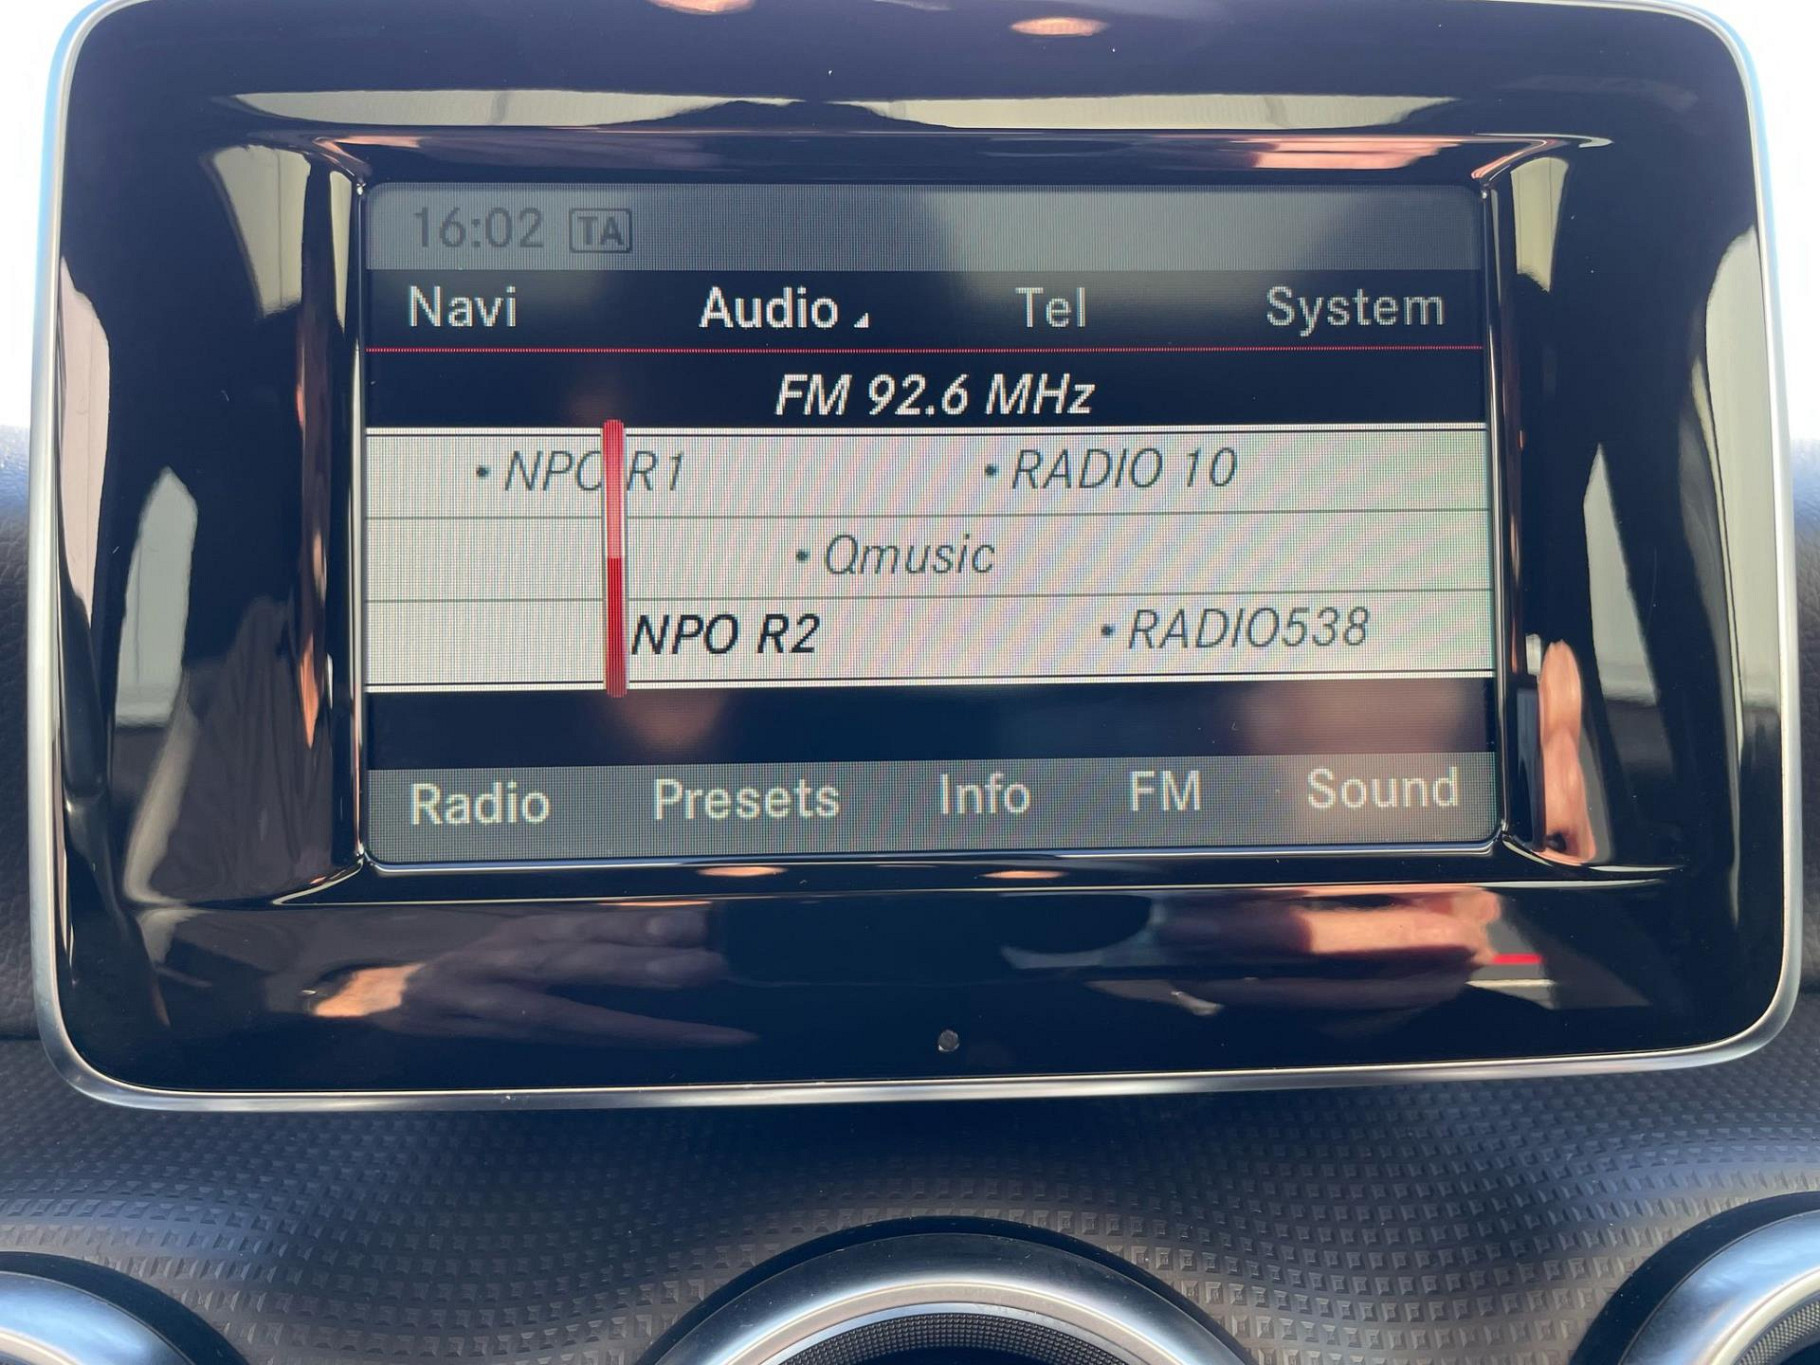 16:02 TA
Navi Audio Tel System
FM 92.6 MHz
• NPO R1 • RADIO 10
• Qmusic
NPO R2 • RADIO538
Radio Presets Info FM Sound